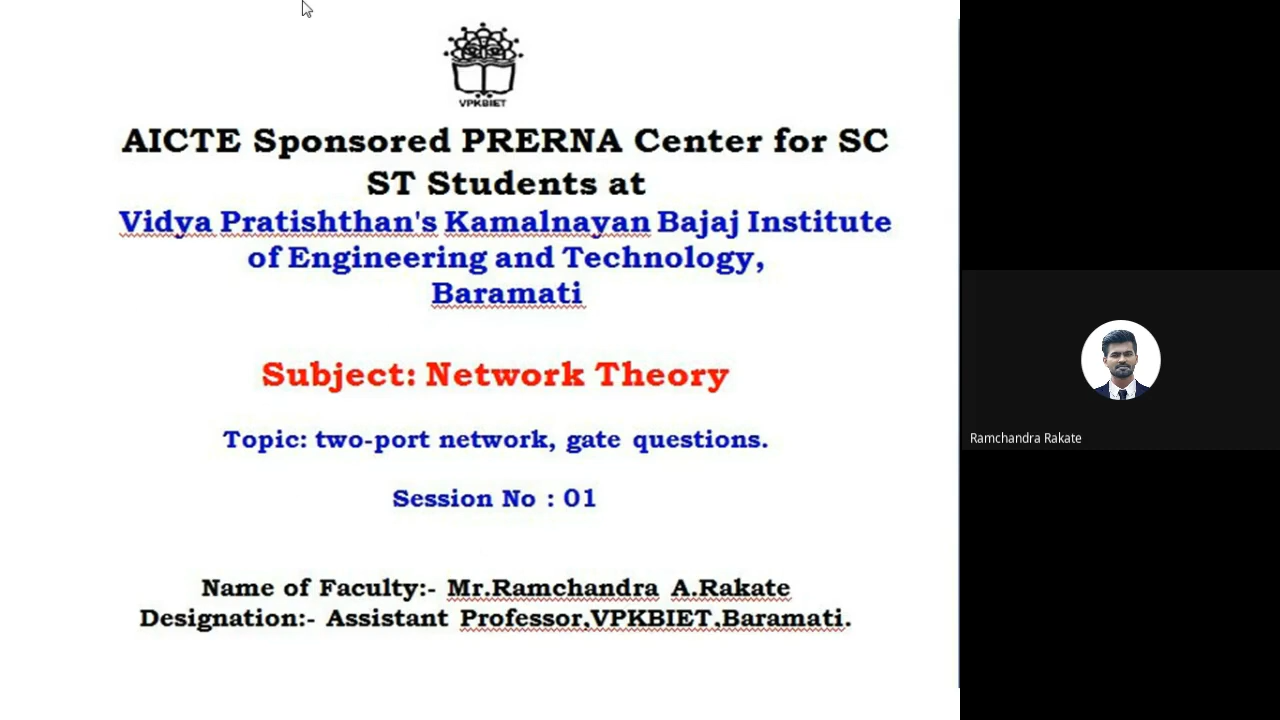 VPKBIET
AICTE Sponsored PRERNA Center for SC
ST Students at
Vidya Pratishthan's Kamalnayan Bajaj Institute
of Engineering and Technology,
Baramati
Subject: Network Theory
Topic: two-port network, gate questions.
Session No : 01
Name of Faculty:- Mr.Ramchandra A.Rakate
Designation:- Assistant Professor,VPKBIET,Baramati.
Ramchandra Rakate